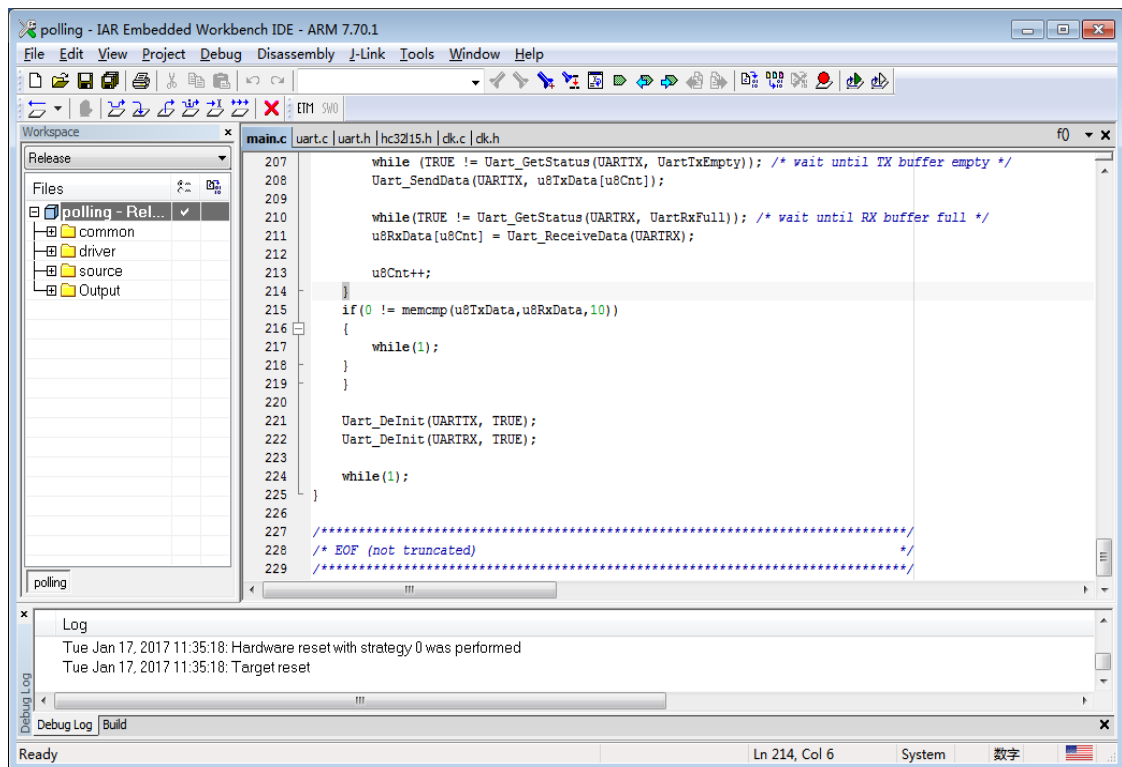 polling - IAR Embedded Workbench IDE - ARM 7.70.1
File Edit View Project Debug Disassembly J-Link Tools Window Help
ETM SWO
Workspace
main.c uart.c uart.h hc32l15.h clk.c clk.h f()
Release
Files
polling - Rel...
common
driver
source
Output
polling
207 while (TRUE != Uart_GetStatus(UARTTX, UartTxEmpty)); /* wait until TX buffer empty */
208 Uart_SendData(UARTTX, u8TxData[u8Cnt]);
209
210 while(TRUE != Uart_GetStatus(UARTRX, UartRxFull)); /* wait until RX buffer full */
211 u8RxData[u8Cnt] = Uart_ReceiveData(UARTRX);
212
213 u8Cnt++;
214 }
215 if(0 != memcmp(u8TxData,u8RxData,10))
216 {
217 while(1);
218 }
219 }
220
221 Uart_DeInit(UARTTX, TRUE);
222 Uart_DeInit(UARTRX, TRUE);
223
224 while(1);
225 }
226
227 /*****************************************************************************/
228 /* EOF (not truncated) */
229 /*****************************************************************************/
Debug Log
Log
Tue Jan 17, 2017 11:35:18: Hardware reset with strategy 0 was performed
Tue Jan 17, 2017 11:35:18: Target reset
Debug Log Build
Ready Ln 214, Col 6 System 数字